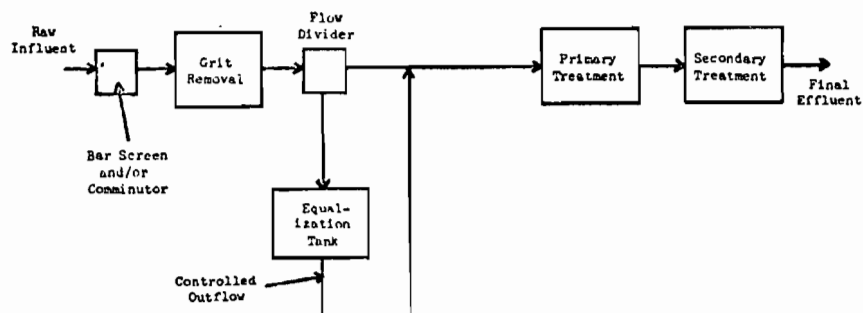 Raw
Influent
Bar Screen
and/or
Comminutor
Grit
Removal
Flow
Divider
Equal-
ization
Tank
Controlled
Outflow
Primary
Treatment
Secondary
Treatment
Final
Effluent